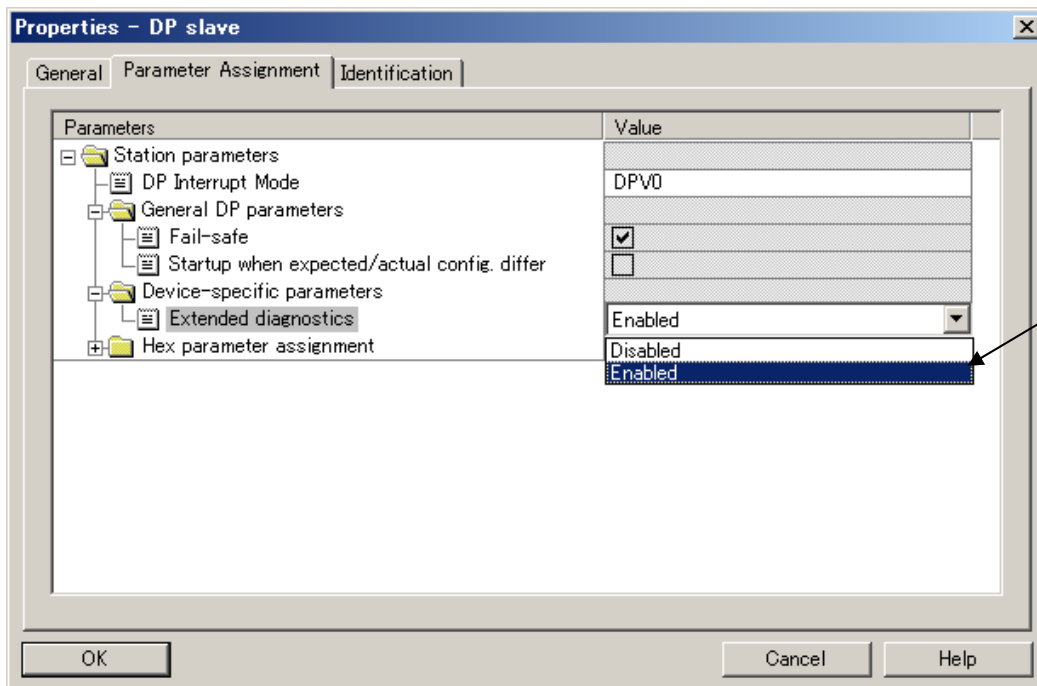 Properties - DP slave
General Parameter Assignment Identification
Parameters Value
Station parameters
DP Interrupt Mode DPV0
General DP parameters
Fail-safe
Startup when expected/actual config. differ
Device-specific parameters
Extended diagnostics Enabled
Hex parameter assignment Disabled
Enabled
OK Cancel Help